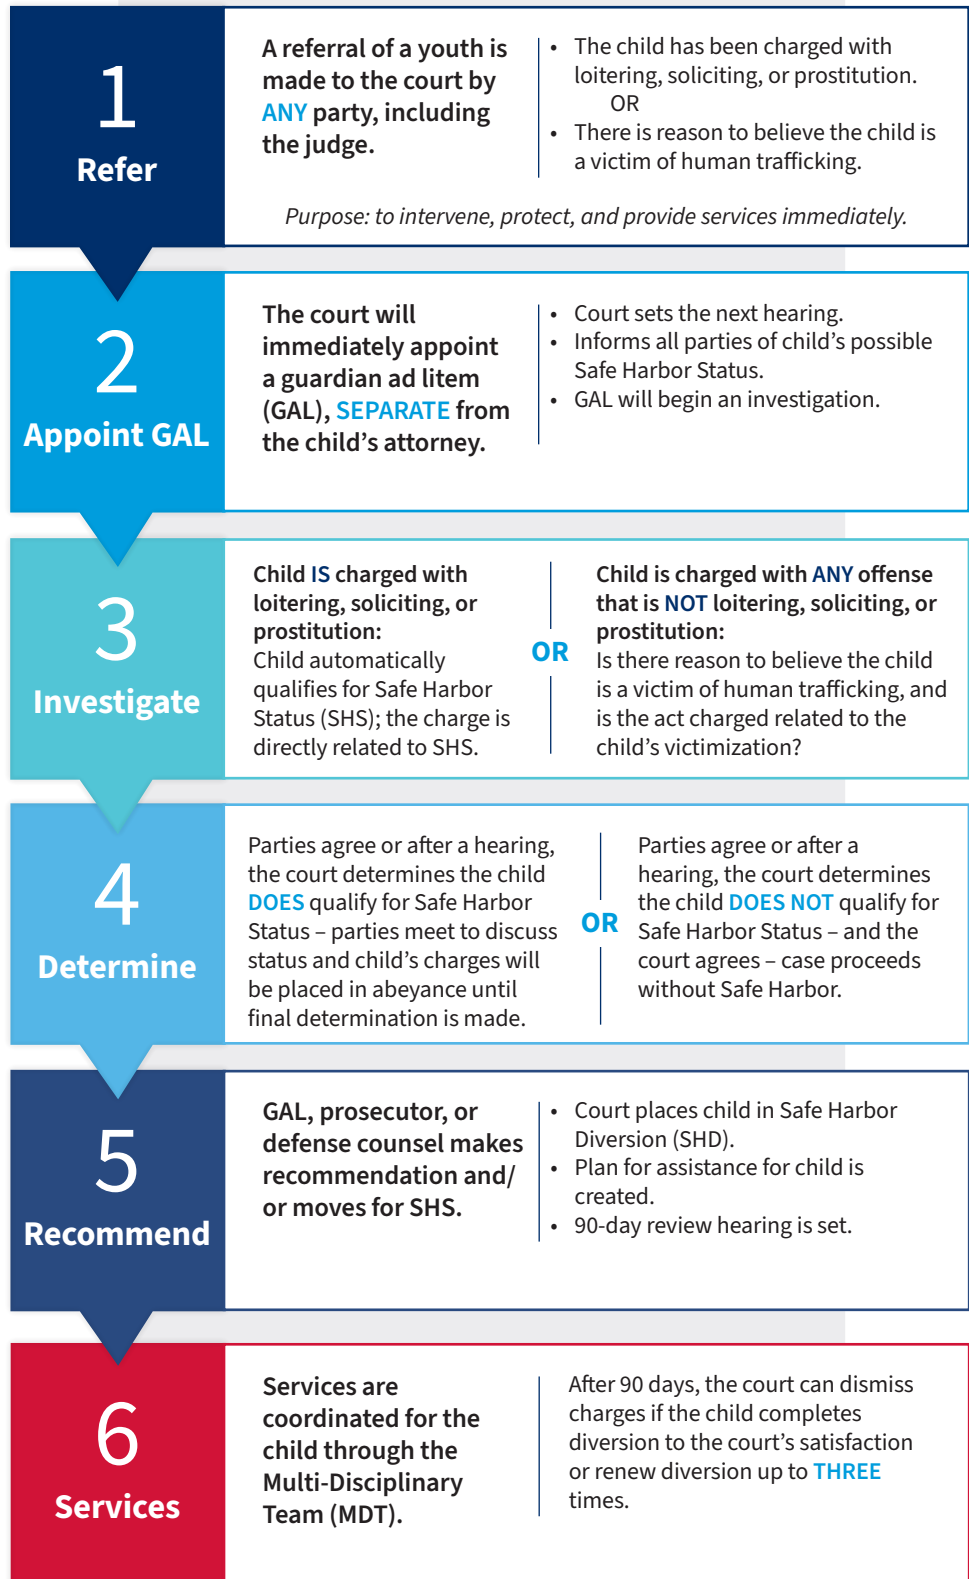 1
Refer
A referral of a youth is
made to the court by
ANY party, including
the judge.
• The child has been charged with
loitering, soliciting, or prostitution.
OR
• There is reason to believe the child is
a victim of human trafficking.
Purpose: to intervene, protect, and provide services immediately.
2
Appoint GAL
The court will
immediately appoint
a guardian ad litem
(GAL), SEPARATE from
the child’s attorney.
• Court sets the next hearing.
• Informs all parties of child’s possible
Safe Harbor Status.
• GAL will begin an investigation.
3
Investigate
Child IS charged with
loitering, soliciting, or
prostitution:
Child automatically
qualifies for Safe Harbor
Status (SHS); the charge is
directly related to SHS.
OR
Child is charged with ANY offense
that is NOT loitering, soliciting, or
prostitution:
Is there reason to believe the child
is a victim of human trafficking, and
is the act charged related to the
child’s victimization?
4
Determine
Parties agree or after a hearing,
the court determines the child
DOES qualify for Safe Harbor
Status – parties meet to discuss
status and child’s charges will
be placed in abeyance until
final determination is made.
OR
Parties agree or after a
hearing, the court determines
the child DOES NOT qualify for
Safe Harbor Status – and the
court agrees – case proceeds
without Safe Harbor.
5
Recommend
GAL, prosecutor, or
defense counsel makes
recommendation and/
or moves for SHS.
• Court places child in Safe Harbor
Diversion (SHD).
• Plan for assistance for child is
created.
• 90-day review hearing is set.
6
Services
Services are
coordinated for the
child through the
Multi-Disciplinary
Team (MDT).
After 90 days, the court can dismiss
charges if the child completes
diversion to the court’s satisfaction
or renew diversion up to THREE
times.